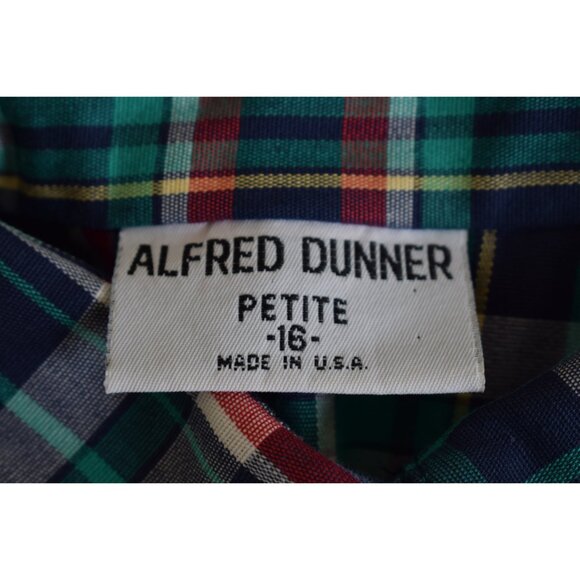 ALFRED DUNNER
PETITE
-16-
MADE IN U.S.A.